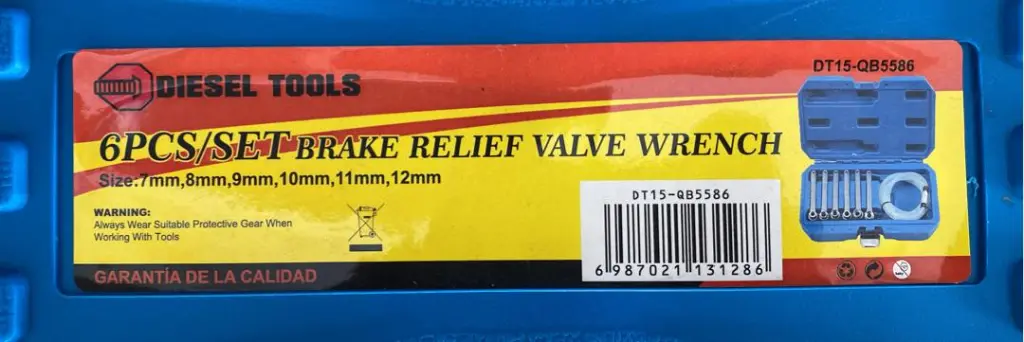 DIESEL TOOLS
DT15-QB5586
6PCS/SET BRAKE RELIEF VALVE WRENCH
Size:7mm,8mm,9mm,10mm,11mm,12mm
WARNING:
Always Wear Suitable Protective Gear When
Working With Tools
DT15-QB5586
6 987021 131286
GARANTÍA DE LA CALIDAD